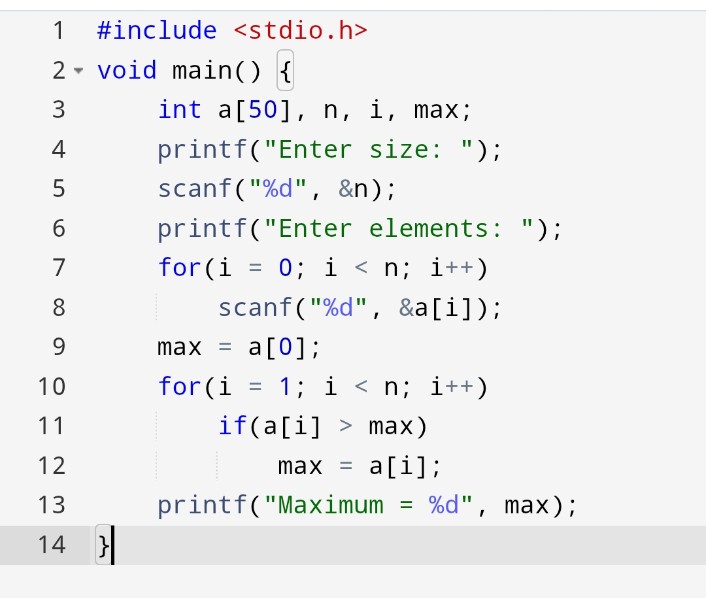 1 #include <stdio.h>
2 void main() {
3     int a[50], n, i, max;
4     printf("Enter size: ");
5     scanf("%d", &n);
6     printf("Enter elements: ");
7     for(i = 0; i < n; i++)
8         scanf("%d", &a[i]);
9     max = a[0];
10     for(i = 1; i < n; i++)
11         if(a[i] > max)
12             max = a[i];
13     printf("Maximum = %d", max);
14 }